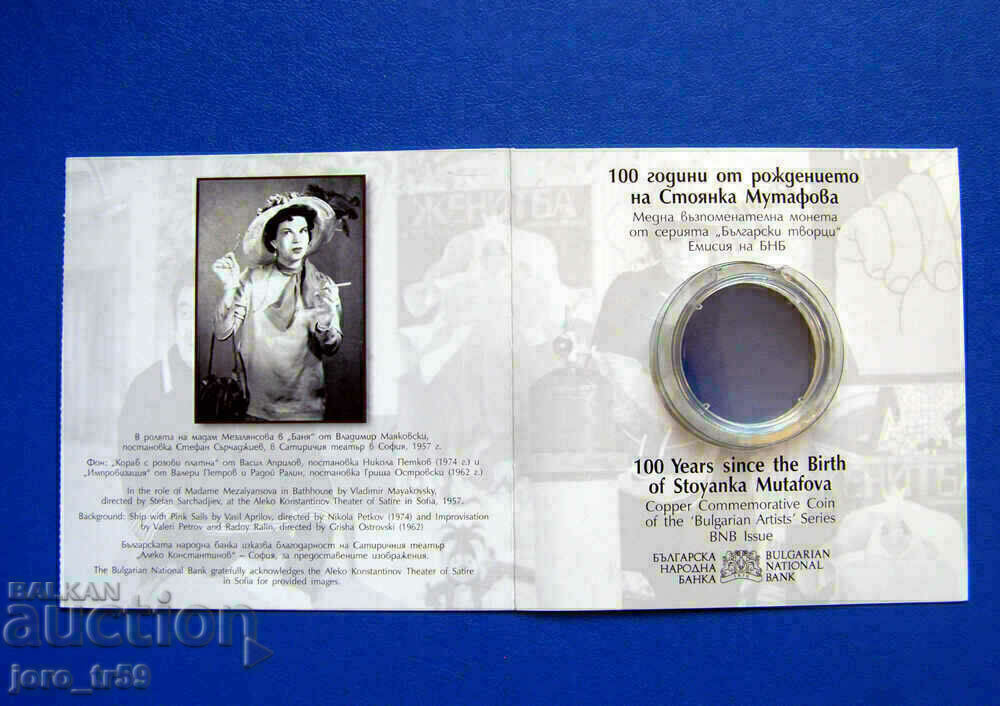 ЖЕНИТБА
В ролята на мадам Мезалянсова в „Баня“ от Владимир Маяковски,
постановка Стефан Сърчаджиев, в Сатиричия театър в София, 1957 г.
Фон: „Кораб с розови платна“ от Васил Априлов, постановка Никола Петков (1974 г.) и
„Импровизация“ от Валери Петров и Радой Ралин, постановка Гриша Островски (1962 г.)
In the role of Madame Mezalyansova in Bathhouse by Vladimir Mayakovsky,
directed by Stefan Sarchadjiev, at the Aleko Konstantinov Theater of Satire in Sofia, 1957.
Background: Ship with Pink Sails by Vasil Aprilov, directed by Nikola Petkov (1974) and Improvisation
by Valeri Petrov and Radoy Ralin, directed by Grisha Ostrovski (1962)
Българската народна банка изказва благодарност на Сатиричния театър
„Алеко Константинов“ – София, за предоставените изображения.
The Bulgarian National Bank gratefully acknowledges the Aleko Konstantinov Theater of Satire
in Sofia for provided images.
100 години от рождението
на Стоянка Мутафова
Медна възпоменателна монета
от серията „Български творци“
Емисия на БНБ
100 Years since the Birth
of Stoyanka Mutafova
Copper Commemorative Coin
of the ‘Bulgarian Artists’ Series
BNB Issue
БЪЛГАРСКА
НАРОДНА
БАНКА
BULGARIAN
NATIONAL
BANK
BALKAN
auction
joro_tr59